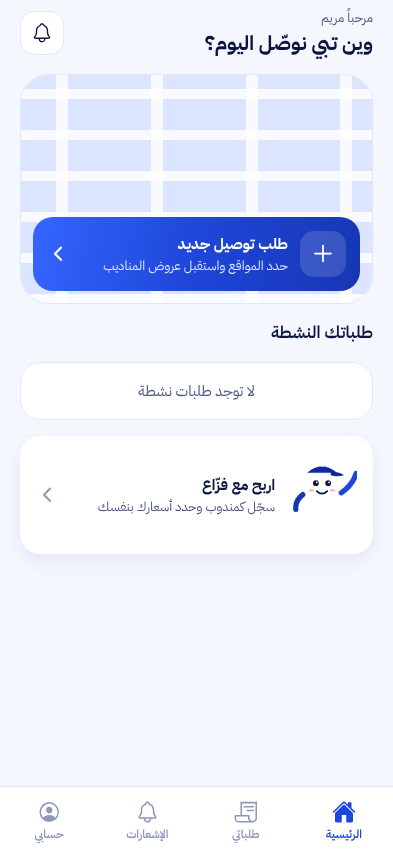 مرحباً مريم
وين تبي نوصّل اليوم؟
طلب توصيل جديد
حدد المواقع واستقبل عروض المناديب
طلباتك النشطة
لا توجد طلبات نشطة
اربح مع فزّاع
سجّل كمندوب وحدد أسعارك بنفسك
الرئيسية
طلباتي
الإشعارات
حسابي